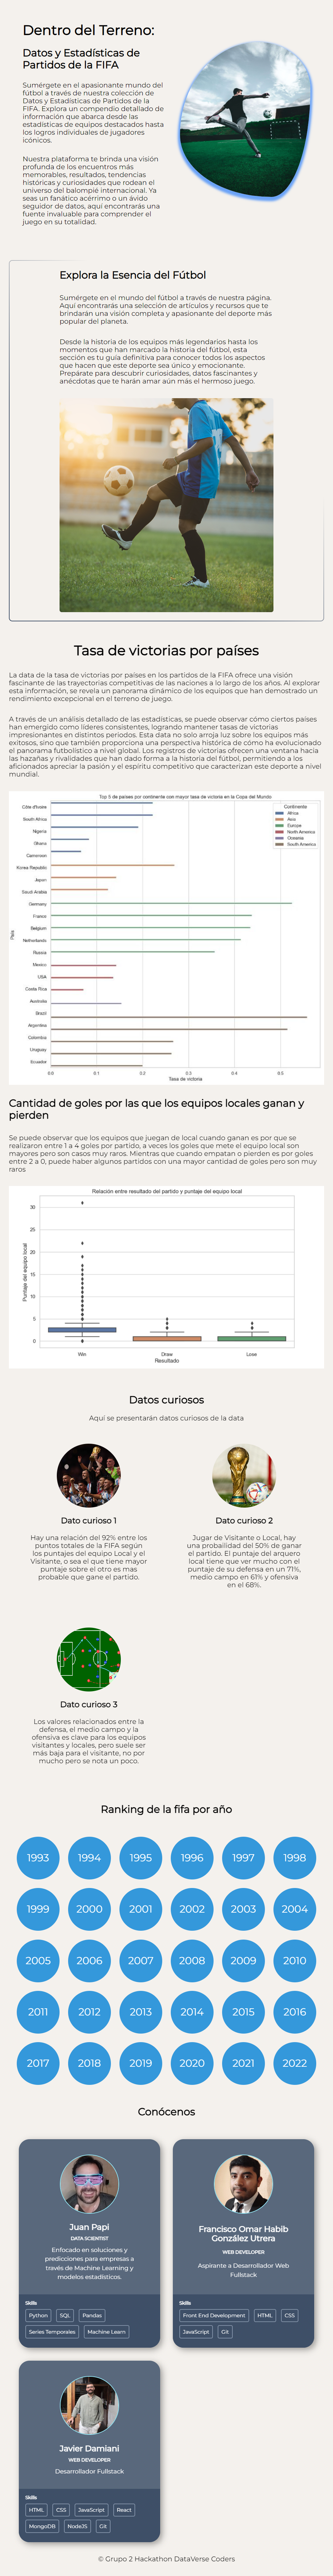 Dentro del Terreno:
Datos y Estadísticas de
Partidos de la FIFA
Sumérgete en el apasionante mundo del
fútbol a través de nuestra colección de
Datos y Estadísticas de Partidos de la
FIFA. Explora un compendio detallado de
información que abarca desde las
estadísticas de equipos destacados hasta
los logros individuales de jugadores
icónicos.
Nuestra plataforma te brinda una visión
profunda de los encuentros más
memorables, resultados, tendencias
históricas y curiosidades que rodean el
universo del balompié internacional. Ya
seas un fanático acérrimo o un ávido
seguidor de datos, aquí encontrarás una
fuente invaluable para comprender el
juego en su totalidad.
Explora la Esencia del Fútbol
Sumérgete en el mundo del fútbol a través de nuestra página.
Aquí encontrarás una selección de artículos y recursos que te
brindarán una visión completa y apasionante del deporte más
popular del planeta.
Desde la historia de los equipos más legendarios hasta los
momentos que han marcado la historia del fútbol, esta
sección es tu guía definitiva para conocer todos los aspectos
que hacen que este deporte sea único y emocionante.
Prepárate para descubrir curiosidades, datos fascinantes y
anécdotas que te harán amar aún más el hermoso juego.
Tasa de victorias por países
La data de la tasa de victorias por países en los partidos de la FIFA ofrece una visión
fascinante de las trayectorias competitivas de las naciones a lo largo de los años. Al explorar
esta información, se revela un panorama dinámico de los equipos que han demostrado un
rendimiento excepcional en el terreno de juego.
A través de un análisis detallado de las estadísticas, se puede observar cómo ciertos países
han emergido como líderes consistentes, logrando mantener tasas de victorias
impresionantes en distintos períodos. Esta data no solo arroja luz sobre los equipos más
exitosos, sino que también proporciona una perspectiva histórica de cómo ha evolucionado
el panorama futbolístico a nivel global. Los registros de victorias ofrecen una ventana hacia
las hazañas y rivalidades que han dado forma a la historia del fútbol, permitiendo a los
aficionados apreciar la pasión y el espíritu competitivo que caracterizan este deporte a nivel
mundial.
Top 5 de países por continente con mayor tasa de victoria en la Copa del Mundo
Continente
Africa
Asia
Europe
North America
Oceania
South America
País
Côte d'Ivoire
South Africa
Nigeria
Ghana
Cameroon
Korea Republic
Japan
Saudi Arabia
Germany
France
Belgium
Netherlands
Russia
Mexico
USA
Costa Rica
Australia
Brazil
Argentina
Colombia
Uruguay
Ecuador
0.0 0.1 0.2 0.3 0.4 0.5
Tasa de victoria
Cantidad de goles por las que los equipos locales ganan y
pierden
Se puede observar que los equipos que juegan de local cuando ganan es por que se
realizaron entre 1 a 4 goles por partido, a veces los goles que mete el equipo local son
mayores pero son casos muy raros. Mientras que cuando empatan o pierden es por goles
entre 2 a 0, puede haber algunos partidos con una mayor cantidad de goles pero son muy
raros
Relación entre resultado del partido y puntaje del equipo local
Puntaje del equipo local
30
25
20
15
10
5
0
Win Draw Lose
Resultado
Datos curiosos
Aquí se presentarán datos curiosos de la data
Dato curioso 1
Hay una relación del 92% entre los
puntos totales de la FIFA según
los puntajes del equipo Local y el
Visitante, o sea el que tiene mayor
puntaje sobre el otro es mas
probable que gane el partido.
Dato curioso 2
Jugar de Visitante o Local, hay
una probailidad del 50% de ganar
el partido. El puntaje del arquero
local tiene que ver mucho con el
puntaje de su defensa en un 71%,
medio campo en 61% y ofensiva
en el 68%.
Dato curioso 3
Los valores relacionados entre la
defensa, el medio campo y la
ofensiva es clave para los equipos
visitantes y locales, pero suele ser
más baja para el visitante, no por
mucho pero se nota un poco.
Ranking de la fifa por año
1993 1994 1995 1996 1997 1998
1999 2000 2001 2002 2003 2004
2005 2006 2007 2008 2009 2010
2011 2012 2013 2014 2015 2016
2017 2018 2019 2020 2021 2022
Conócenos
Juan Papi
DATA SCIENTIST
Enfocado en soluciones y
predicciones para empresas a
través de Machine Learning y
modelos estadísticos.
Skills
Python SQL Pandas
Series Temporales Machine Learn
Francisco Omar Habib
González Utrera
WEB DEVELOPER
Aspirante a Desarrollador Web
Fullstack
Skills
Front End Development HTML CSS
JavaScript Git
Javier Damiani
WEB DEVELOPER
Desarrollador Fullstack
Skills
HTML CSS JavaScript React
MongoDB NodeJS Git
© Grupo 2 Hackathon DataVerse Coders